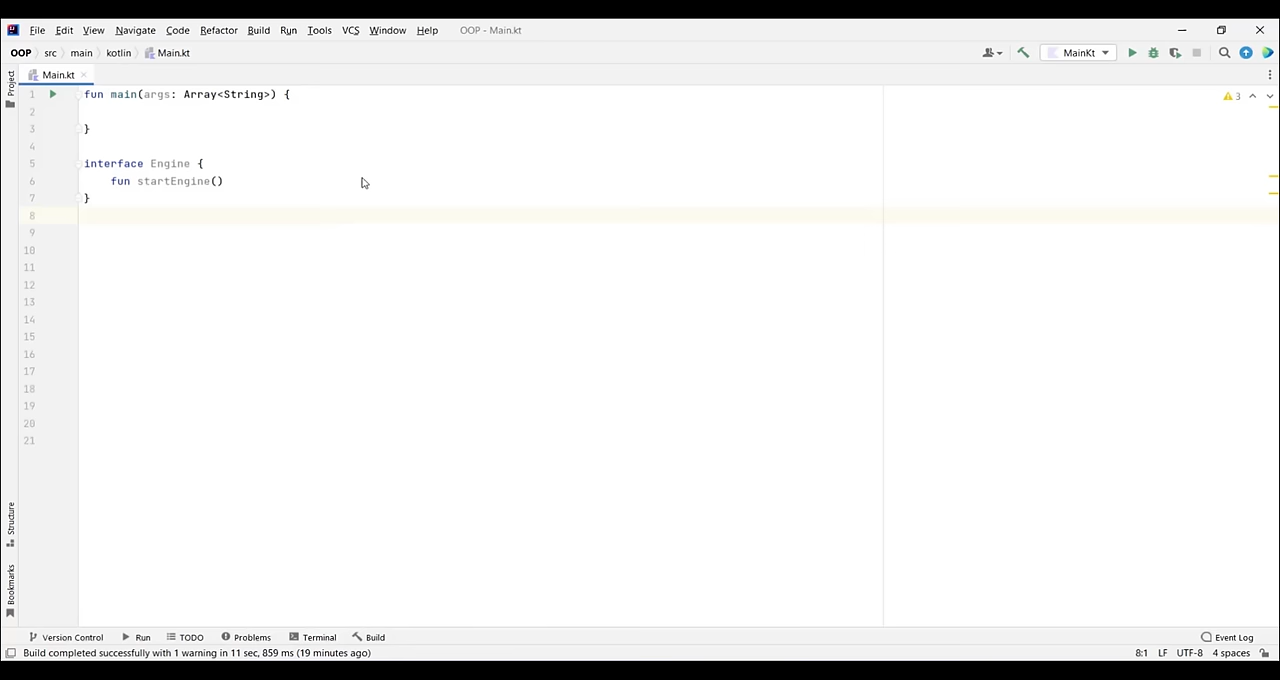 File Edit View Navigate Code Refactor Build Run Tools VCS Window Help OOP - Main.kt
OOP src main kotlin Main.kt MainKt
Main.kt
Project
1 fun main(args: Array<String>) { 3
2
3 }
4
5 interface Engine {
6 fun startEngine()
7 }
8
9
10
11
12
13
14
15
16
17
18
19
20
21
Structure
Bookmarks
Version Control Run TODO Problems Terminal Build Event Log
Build completed successfully with 1 warning in 11 sec, 859 ms (19 minutes ago) 8:1 LF UTF-8 4 spaces